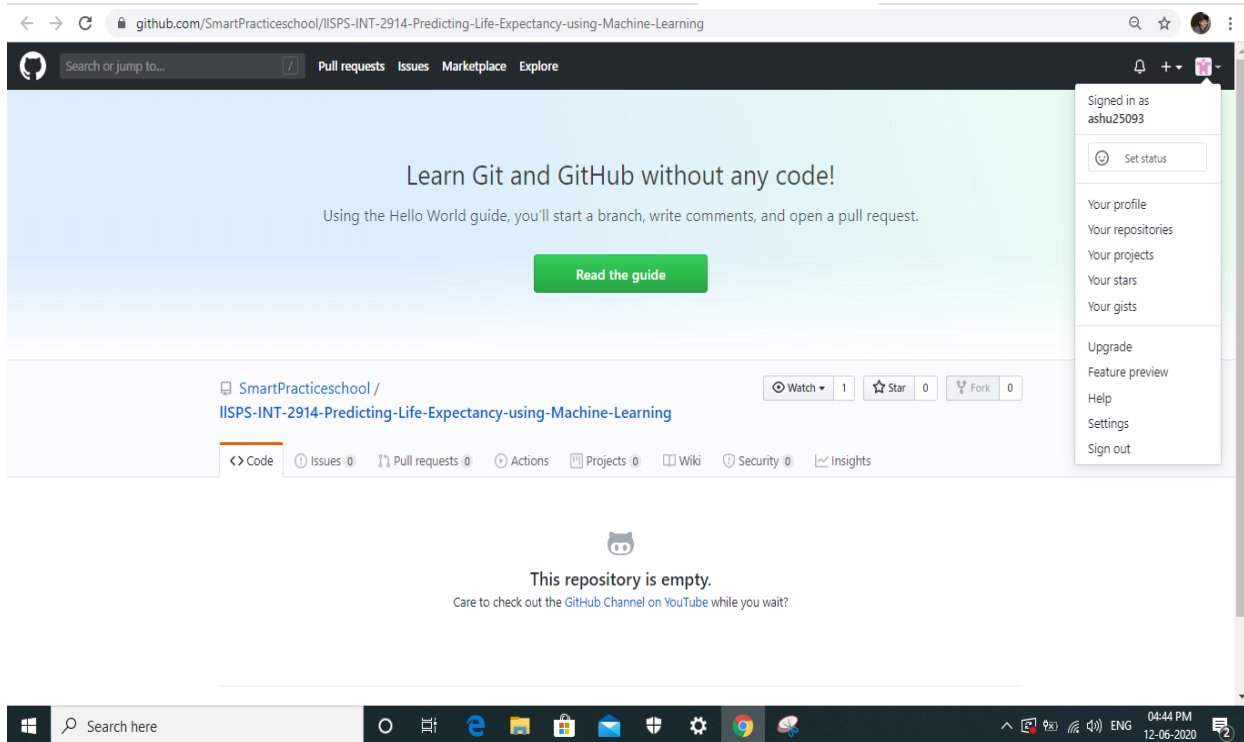 github.com/SmartPracticeschool/llSPS-INT-2914-Predicting-Life-Expectancy-using-Machine-Learning
Search or jump to... / Pull requests Issues Marketplace Explore
Signed in as
ashu25093
Set status
Your profile
Your repositories
Your projects
Your stars
Your gists
Upgrade
Feature preview
Help
Settings
Sign out
Learn Git and GitHub without any code!
Using the Hello World guide, you’ll start a branch, write comments, and open a pull request.
Read the guide
SmartPracticeschool /
llSPS-INT-2914-Predicting-Life-Expectancy-using-Machine-Learning
Watch 1 Star 0 Fork 0
Code Issues 0 Pull requests 0 Actions Projects 0 Wiki Security 0 Insights
This repository is empty.
Care to check out the GitHub Channel on YouTube while you wait?
Search here
ENG
04:44 PM
12-06-2020
2